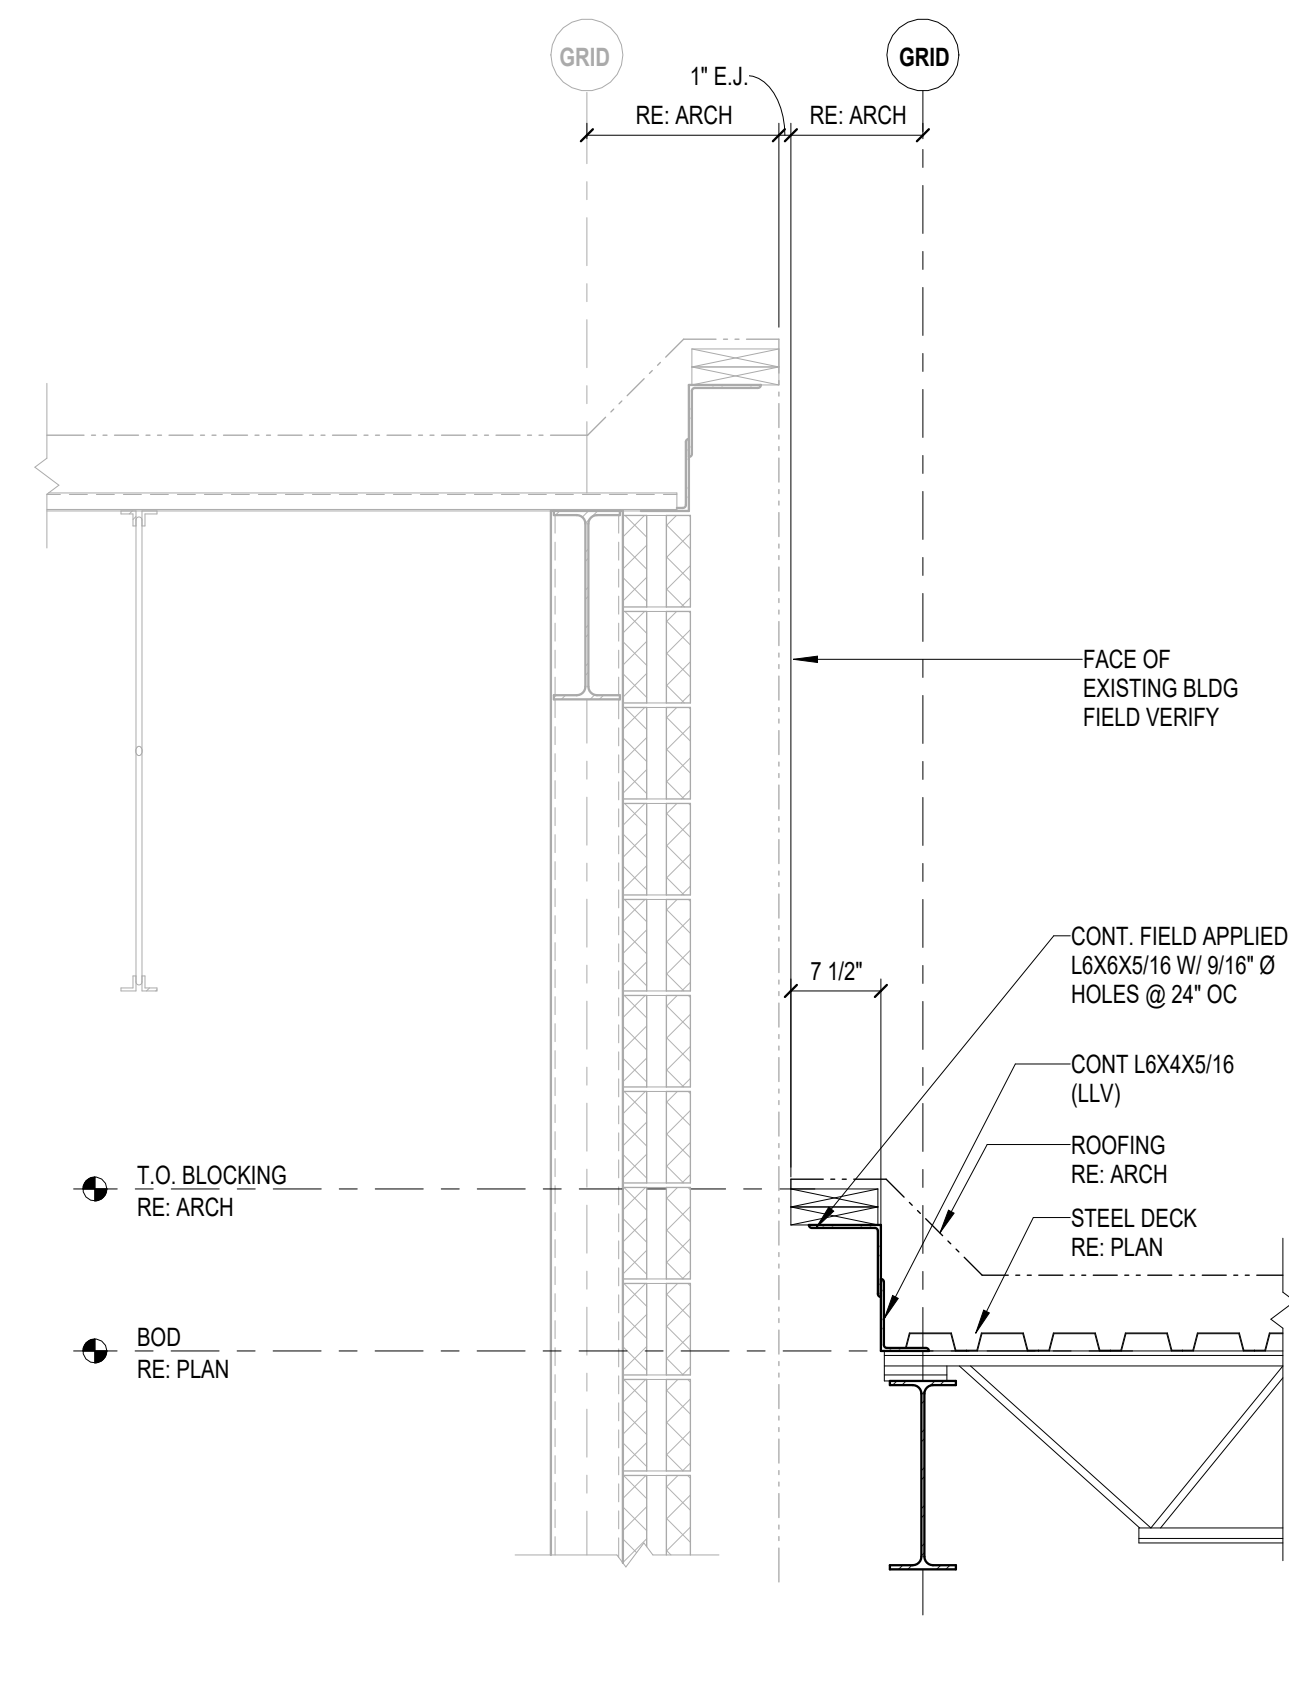 GRID
GRID
1" E.J.
RE: ARCH
RE: ARCH
FACE OF
EXISTING BLDG
FIELD VERIFY
CONT. FIELD APPLIED
L6X6X5/16 W/ 9/16" Ø
HOLES @ 24" OC
7 1/2"
CONT L6X4X5/16
(LLV)
ROOFING
RE: ARCH
T.O. BLOCKING
RE: ARCH
STEEL DECK
RE: PLAN
BOD
RE: PLAN